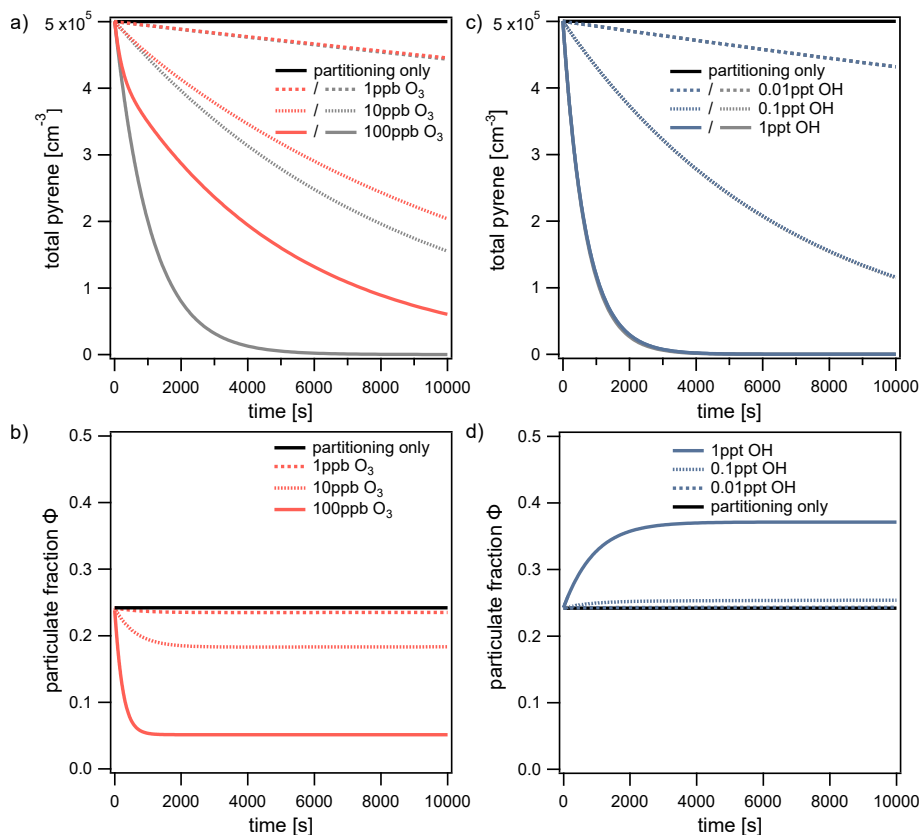 a)
5 x10⁵
4
3
2
1
0
total pyrene [cm⁻³]
partitioning only
/ 1ppb O₃
/ 10ppb O₃
/ 100ppb O₃
0 2000 4000 6000 8000 10000
time [s]
c)
5 x10⁵
4
3
2
1
0
total pyrene [cm⁻³]
partitioning only
/ 0.01ppt OH
/ 0.1ppt OH
/ 1ppt OH
0 2000 4000 6000 8000 10000
time [s]
b)
0.5
0.4
0.3
0.2
0.1
0.0
particulate fraction Φ
partitioning only
1ppb O₃
10ppb O₃
100ppb O₃
0 2000 4000 6000 8000 10000
time [s]
d)
0.5
0.4
0.3
0.2
0.1
0.0
particulate fraction Φ
1ppt OH
0.1ppt OH
0.01ppt OH
partitioning only
0 2000 4000 6000 8000 10000
time [s]